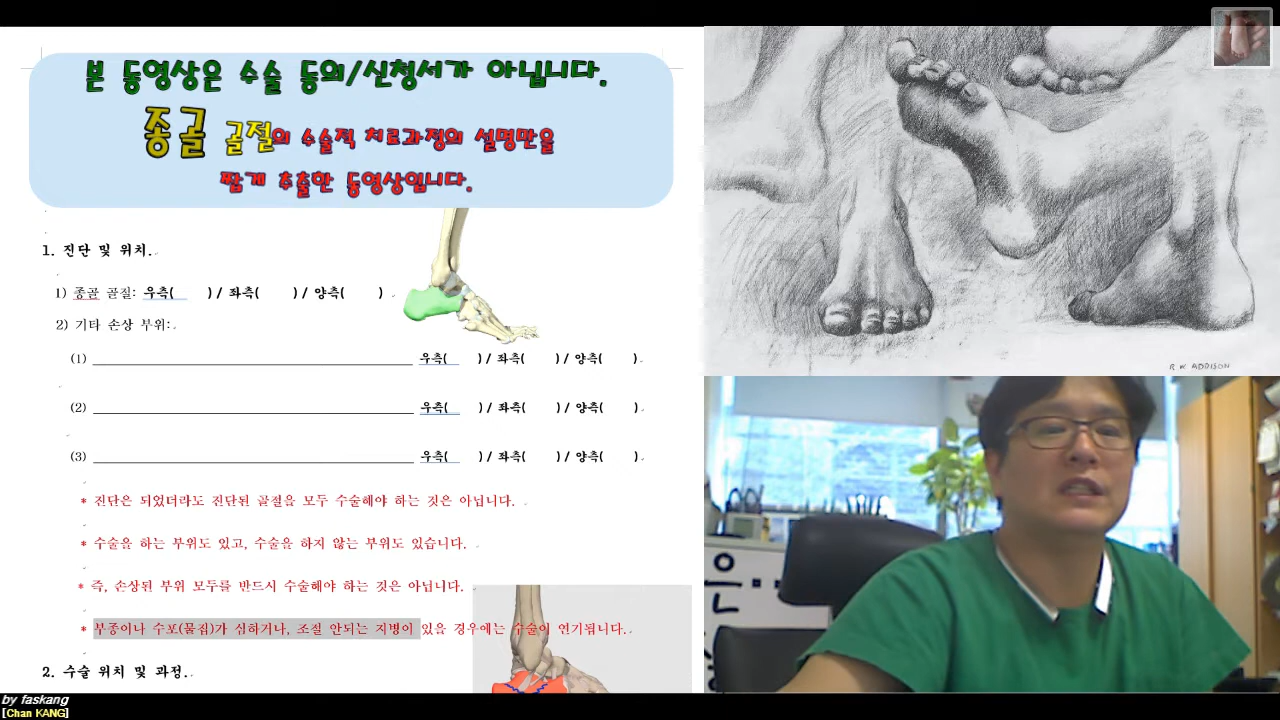 본 동영상은 수술 동의/신청서가 아닙니다.
종골 골절의 수술적 치료과정의 설명만을
짧게 추출한 동영상입니다.
1. 진단 및 위치.
1) 종골 골절: 우측( ) / 좌측( ) / 양측( )
2) 기타 손상 부위:
(1) ________ 우측( ) / 좌측( ) / 양측( )
(2) ________ 우측( ) / 좌측( ) / 양측( )
(3) ________ 우측( ) / 좌측( ) / 양측( )
* 진단은 되었더라도 진단된 골절을 모두 수술해야 하는 것은 아닙니다.
* 수술을 하는 부위도 있고, 수술을 하지 않는 부위도 있습니다.
* 즉, 손상된 부위 모두를 반드시 수술해야 하는 것은 아닙니다.
* 부종이나 수포(물집)가 심하거나, 조절 안되는 지병이 있을 경우에는 수술이 연기됩니다.
2. 수술 위치 및 과정.
R K ADDISON
은
by faskang
[Chan KANG]